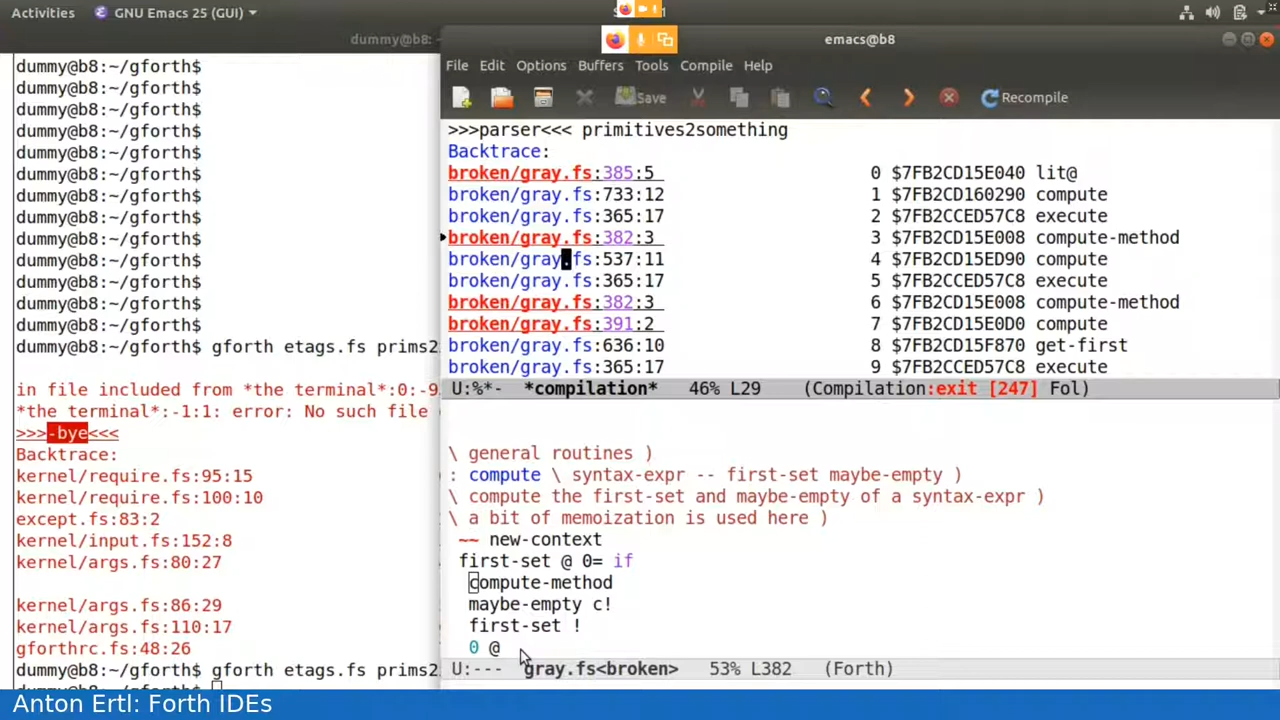 Activities GNU Emacs 25 (GUI)
dummy@b8:
dummy@b8:~/gforth$
dummy@b8:~/gforth$
dummy@b8:~/gforth$
dummy@b8:~/gforth$
dummy@b8:~/gforth$
dummy@b8:~/gforth$
dummy@b8:~/gforth$
dummy@b8:~/gforth$
dummy@b8:~/gforth$
dummy@b8:~/gforth$
dummy@b8:~/gforth$
dummy@b8:~/gforth$
dummy@b8:~/gforth$
dummy@b8:~/gforth$ gforth etags.fs prims2
in file included from *the terminal*:0:-9
*the terminal*:-1:1: error: No such file
>>>-bye<<<
Backtrace:
kernel/require.fs:95:15
kernel/require.fs:100:10
except.fs:83:2
kernel/input.fs:152:8
kernel/args.fs:80:27
kernel/args.fs:86:29
kernel/args.fs:110:17
gforthrc.fs:48:26
dummy@b8:~/gforth$ gforth etags.fs prims2
emacs@b8
File Edit Options Buffers Tools Compile Help
Save Recompile
>>>parser<<< primitives2something
Backtrace:
broken/gray.fs:385:5 0 $7FB2CD15E040 lit@
broken/gray.fs:733:12 1 $7FB2CD160290 compute
broken/gray.fs:365:17 2 $7FB2CCED57C8 execute
broken/gray.fs:382:3 3 $7FB2CD15E008 compute-method
broken/gray.fs:537:11 4 $7FB2CD15ED90 compute
broken/gray.fs:365:17 5 $7FB2CCED57C8 execute
broken/gray.fs:382:3 6 $7FB2CD15E008 compute-method
broken/gray.fs:391:2 7 $7FB2CD15E0D0 compute
broken/gray.fs:636:10 8 $7FB2CD15F870 get-first
broken/gray.fs:365:17 9 $7FB2CCED57C8 execute
U:%*- *compilation* 46% L29 (Compilation:exit [247] Fol)
\ general routines )
: compute \ syntax-expr -- first-set maybe-empty )
\ compute the first-set and maybe-empty of a syntax-expr )
\ a bit of memoization is used here )
~~ new-context
first-set @ 0= if
compute-method
maybe-empty c!
first-set !
0 @
U:--- gray.fs<broken> 53% L382 (Forth)
Anton Ertl: Forth IDEs